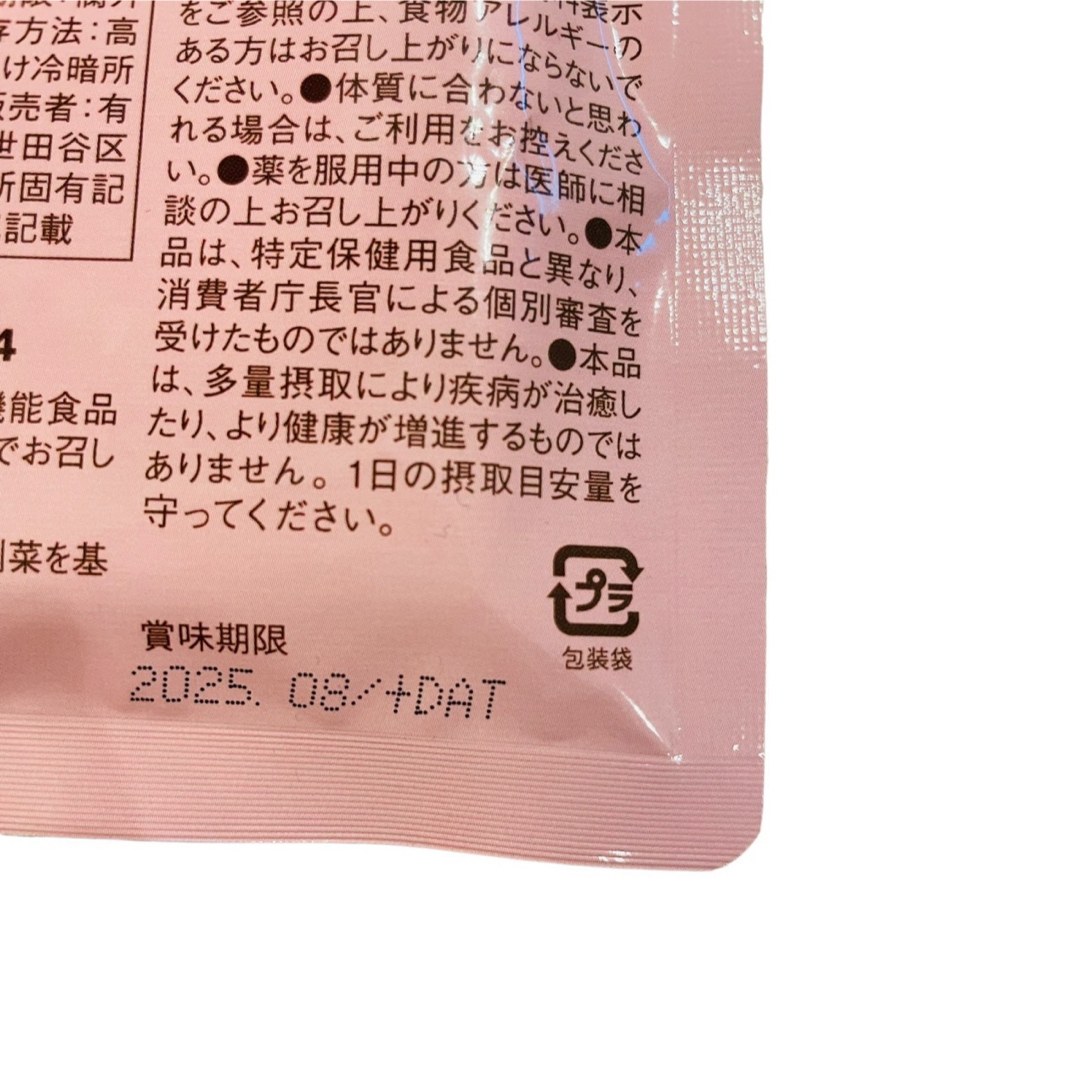 存方法：高
け冷暗所
販売者：有
世田谷区
所固有記
記載
4
機能食品
でお召し
菜を基
をご参照の上、食物アレルギーの
ある方はお召し上がりにならないで
ください。●体質に合わないと思わ
れる場合は、ご利用をお控えくださ
い。●薬を服用中の方は医師に相
談の上お召し上がりください。●本
品は、特定保健用食品と異なり、
消費者庁長官による個別審査を
受けたものではありません。●本品
は、多量摂取により疾病が治癒し
たり、より健康が増進するものでは
ありません。1日の摂取目安量を
守ってください。
プラ
包装袋
賞味期限
2025.08/+DAT